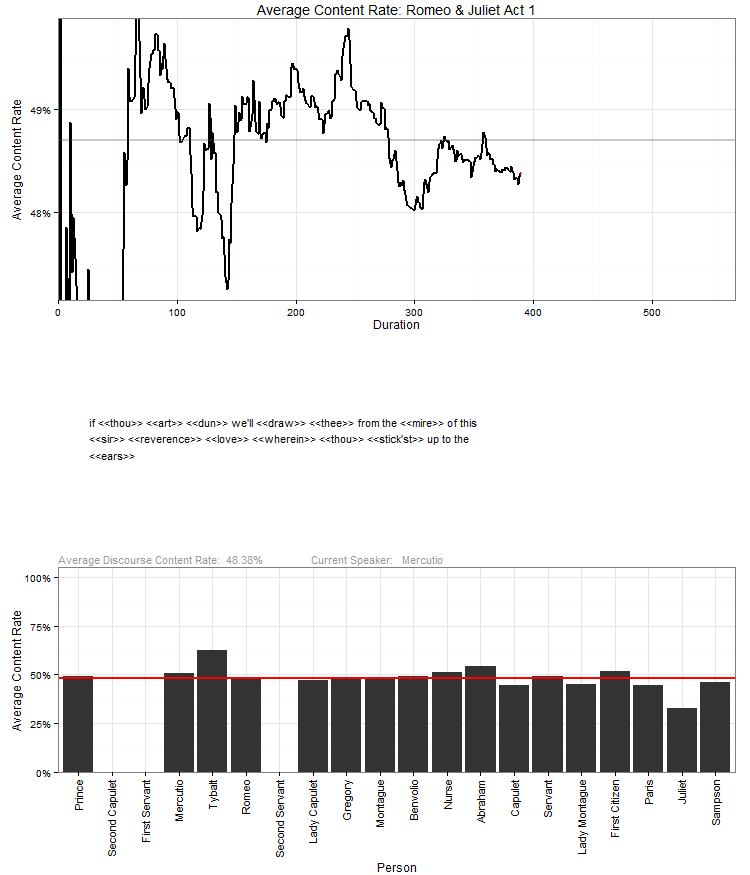 Average Content Rate: Romeo & Juliet Act 1
Average Content Rate
49%
48%
0 100 200 300 400 500
Duration
if <<thou>> <<art>> <<dun>> we'll <<draw>> <<thee>> from the <<mire>> of this
<<sir>> <<reverence>> <<love>> <<wherein>> <<thou>> <<stick'st>> up to the
<<ears>>
Average Discourse Content Rate: 48.38% Current Speaker: Mercutio
Average Content Rate
100%
75%
50%
25%
0%
Prince
Second Capulet
First Servant
Mercutio
Tybalt
Romeo
Second Servant
Lady Capulet
Gregory
Montague
Benvolio
Nurse
Abraham
Capulet
Servant
Lady Montague
First Citizen
Paris
Juliet
Sampson
Person